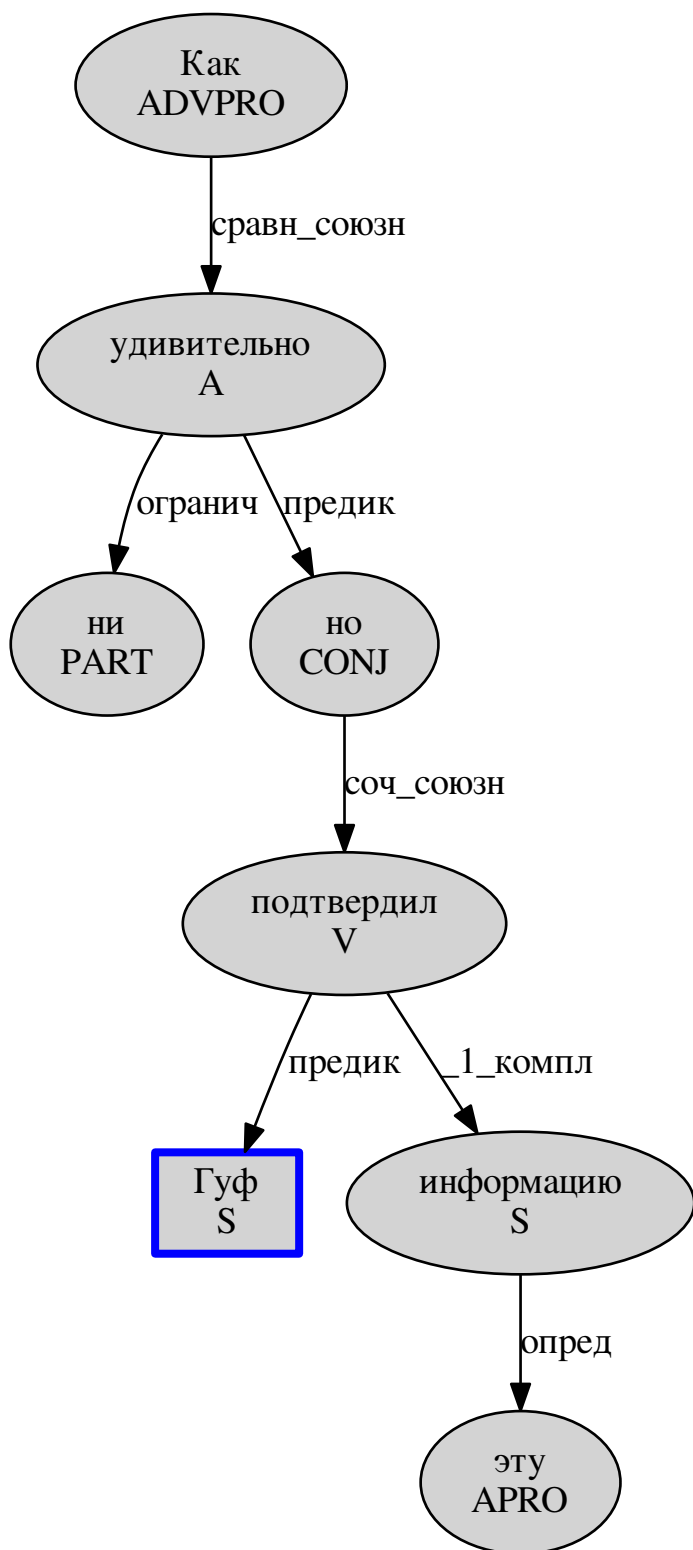 Как
ADVPRO
сравн_союзн
удивительно
A
огранич
предик
ни
PART
но
CONJ
соч_союзн
подтвердил
V
предик
_1_компл
Гуф
S
информацию
S
опред
эту
APRO